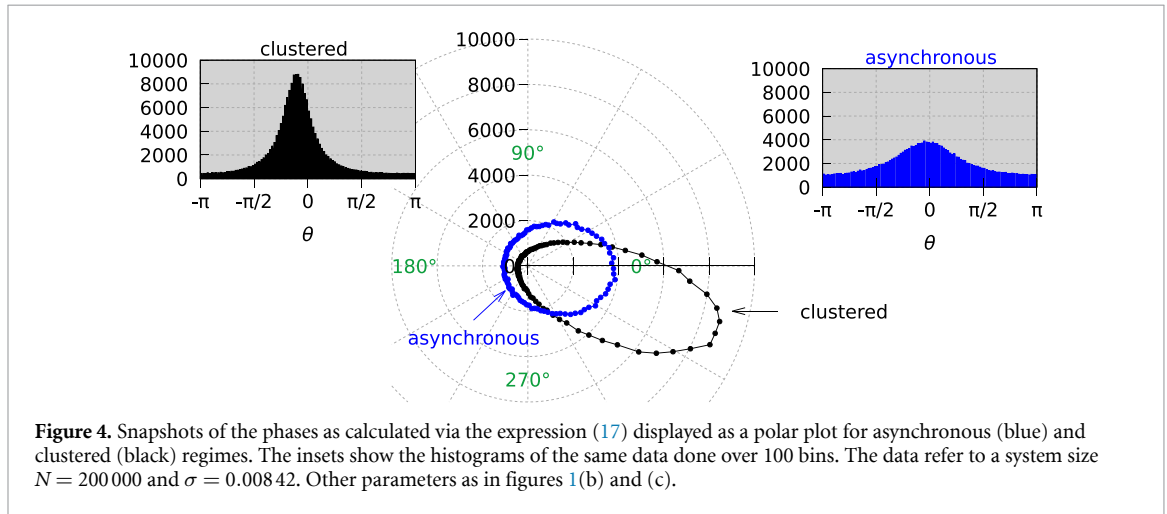 clustered
10000
8000
6000
4000
2000
0
-π -π/2 0 π/2 π
θ
10000
8000
6000
4000
2000
0
90°
180°
0°
270°
asynchronous
clustered
asynchronous
10000
8000
6000
4000
2000
0
-π -π/2 0 π/2 π
θ
Figure 4. Snapshots of the phases as calculated via the expression (17) displayed as a polar plot for asynchronous (blue) and
clustered (black) regimes. The insets show the histograms of the same data done over 100 bins. The data refer to a system size
N = 200 000 and σ = 0.008 42. Other parameters as in figures 1(b) and (c).